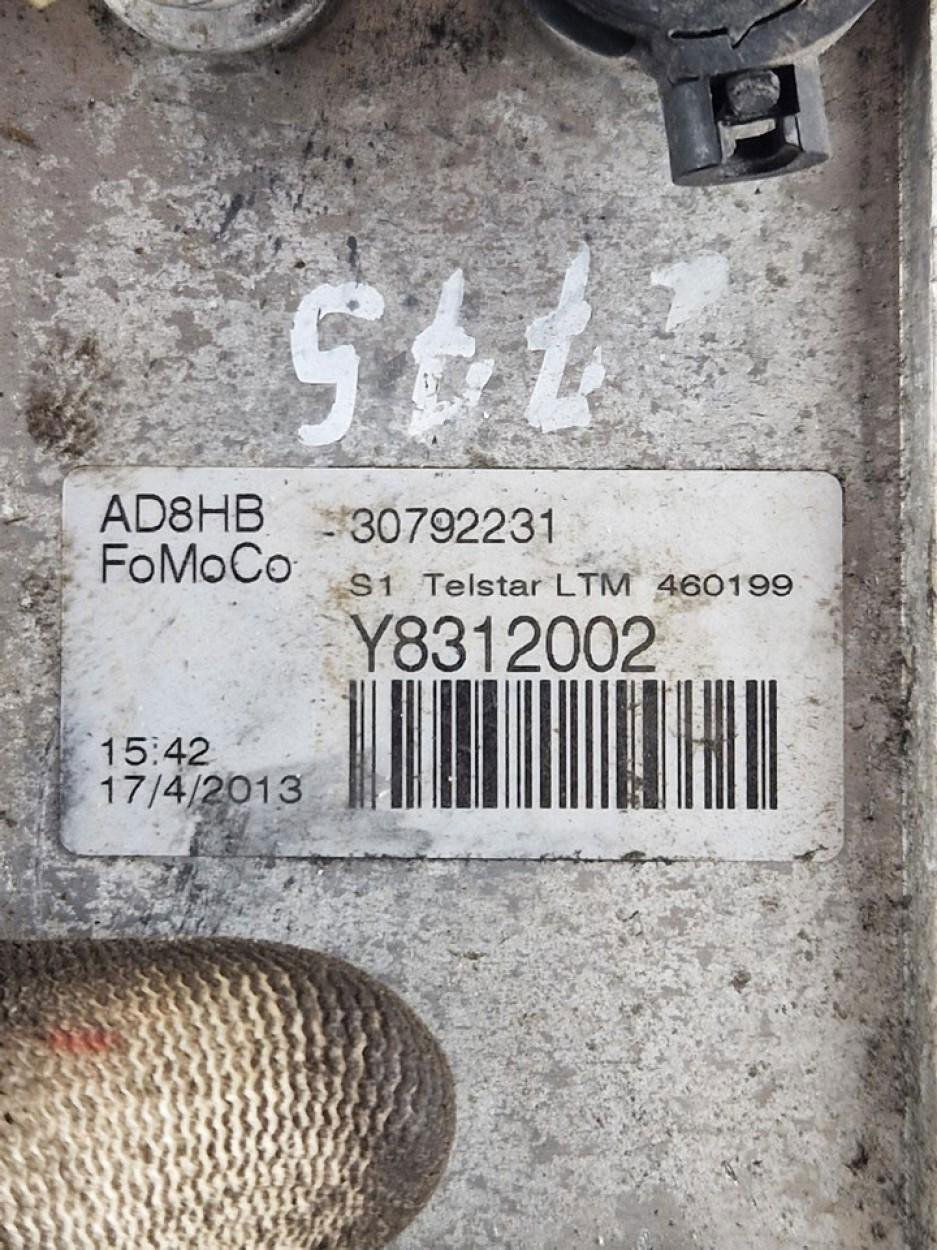 AD8HB
FoMoCo
30792231
S1 Telstar LTM 460199
Y8312002
15:42
17/4/2013